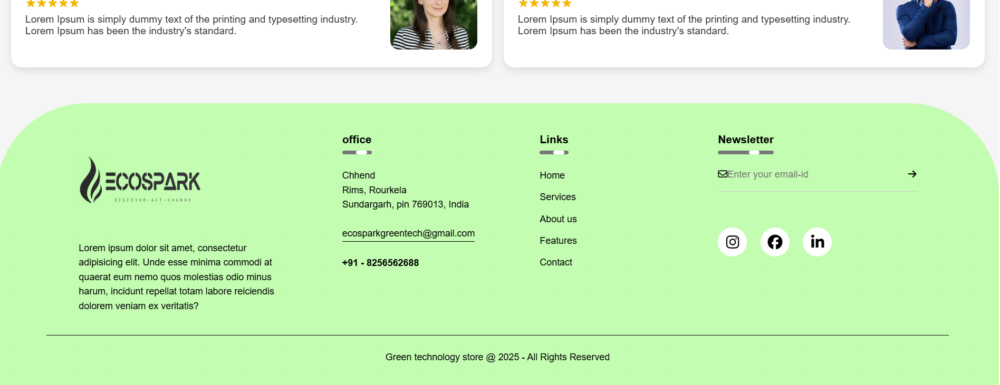 Lorem Ipsum is simply dummy text of the printing and typesetting industry.
Lorem Ipsum has been the industry's standard.
Lorem Ipsum is simply dummy text of the printing and typesetting industry.
Lorem Ipsum has been the industry's standard.
ECOSPARK
DISCOVER-ACT-CHANGE
Lorem ipsum dolor sit amet, consectetur
adipisicing elit. Unde esse minima commodi at
quaerat eum nemo quos molestias odio minus
harum, incidunt repellat totam labore reiciendis
dolorem veniam ex veritatis?
office
Chhend
Rims, Rourkela
Sundargarh, pin 769013, India
ecosparkgreentech@gmail.com
+91 - 8256562688
Links
Home
Services
About us
Features
Contact
Newsletter
Enter your email-id
in
Green technology store @ 2025 - All Rights Reserved